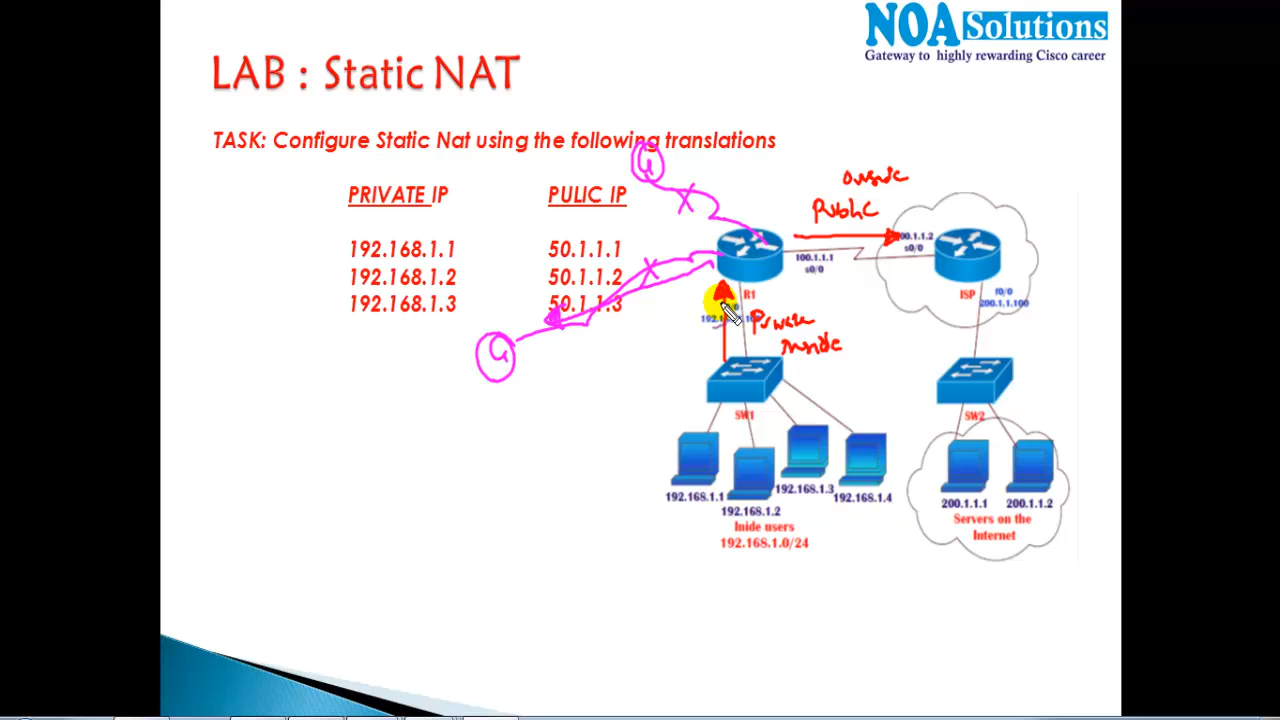 NOA Solutions
Gateway to highly rewarding Cisco career
LAB : Static NAT
TASK: Configure Static Nat using the following translations
PRIVATE IP PULIC IP
192.168.1.1 50.1.1.1
192.168.1.2 50.1.1.2
192.168.1.3 50.1.1.3
outside
Public
100.1.1.1
s0/0
s0/0
R1
ISP
f0/0
200.1.1.100
Private
inside
SW1
SW2
192.168.1.1
192.168.1.2
192.168.1.3
192.168.1.4
Inide users
192.168.1.0/24
200.1.1.1
200.1.1.2
Servers on the
Internet